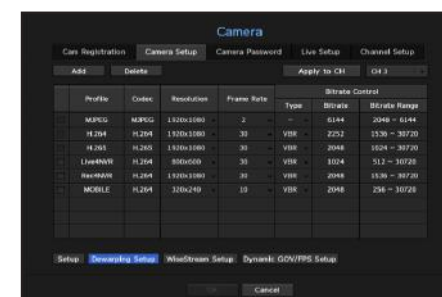 Camera
Cam Registration Camera Setup Camera Password Live Setup Channel Setup
Add Delete Apply to CH CH 3
Profile Codec Resolution Frame Rate Bitrate Control
Type Bitrate Bitrate Range
MJPEG MJPEG 1920x1080 2 - 6144 2048 ~ 6144
H.264 H.264 1920x1080 30 VBR 2252 1536 ~ 30720
H.265 H.265 1920x1080 30 VBR 2048 1024 ~ 30720
Live4NVR H.264 800x600 30 VBR 1024 512 ~ 30720
Rec4NVR H.264 1920x1080 30 VBR 2048 1536 ~ 30720
MOBILE H.264 320x240 10 VBR 2048 256 ~ 30720
Setup Dewarping Setup WiseStream Setup Dynamic GOV/FPS Setup
OK Cancel